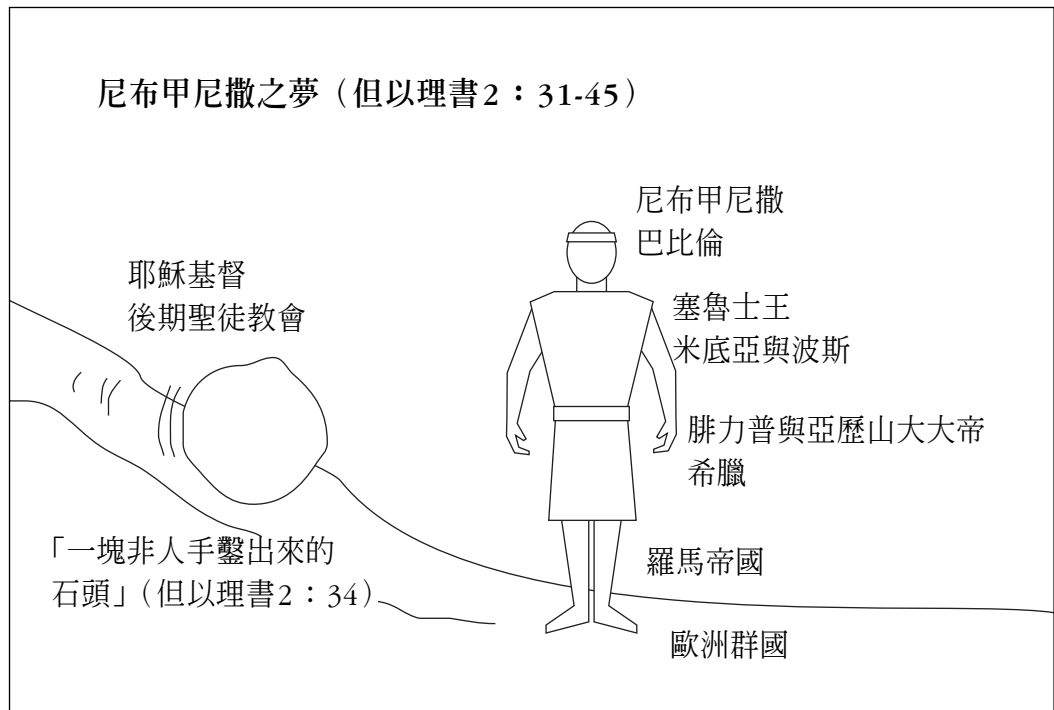 尼布甲尼撒之夢（但以理書2：31-45）
尼布甲尼撒
巴比倫
耶穌基督
後期聖徒教會
塞魯士王
米底亞與波斯
腓力普與亞歷山大大帝
希臘
「一塊非人手鑿出來的
石頭」（但以理書2：34）
羅馬帝國
歐洲群國